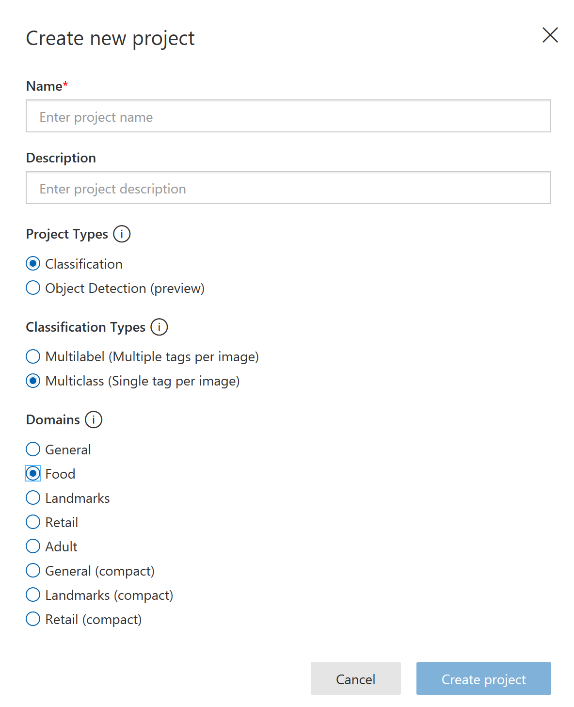 Create new project
Name*
Enter project name
Description
Enter project description
Project Types i
Classification
Object Detection (preview)
Classification Types i
Multilabel (Multiple tags per image)
Multiclass (Single tag per image)
Domains i
General
Food
Landmarks
Retail
Adult
General (compact)
Landmarks (compact)
Retail (compact)
Cancel Create project